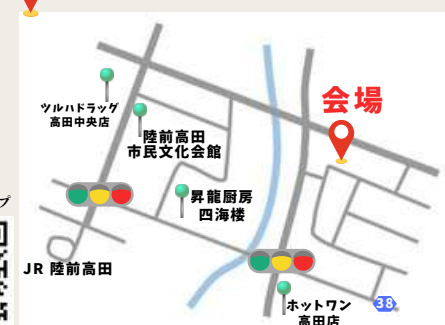 会場
ツルハドラッグ
高田中央店
陸前高田
市民文化会館
昇龍厨房
四海楼
プ
JR 陸前高田
ホットワン
高田店
38